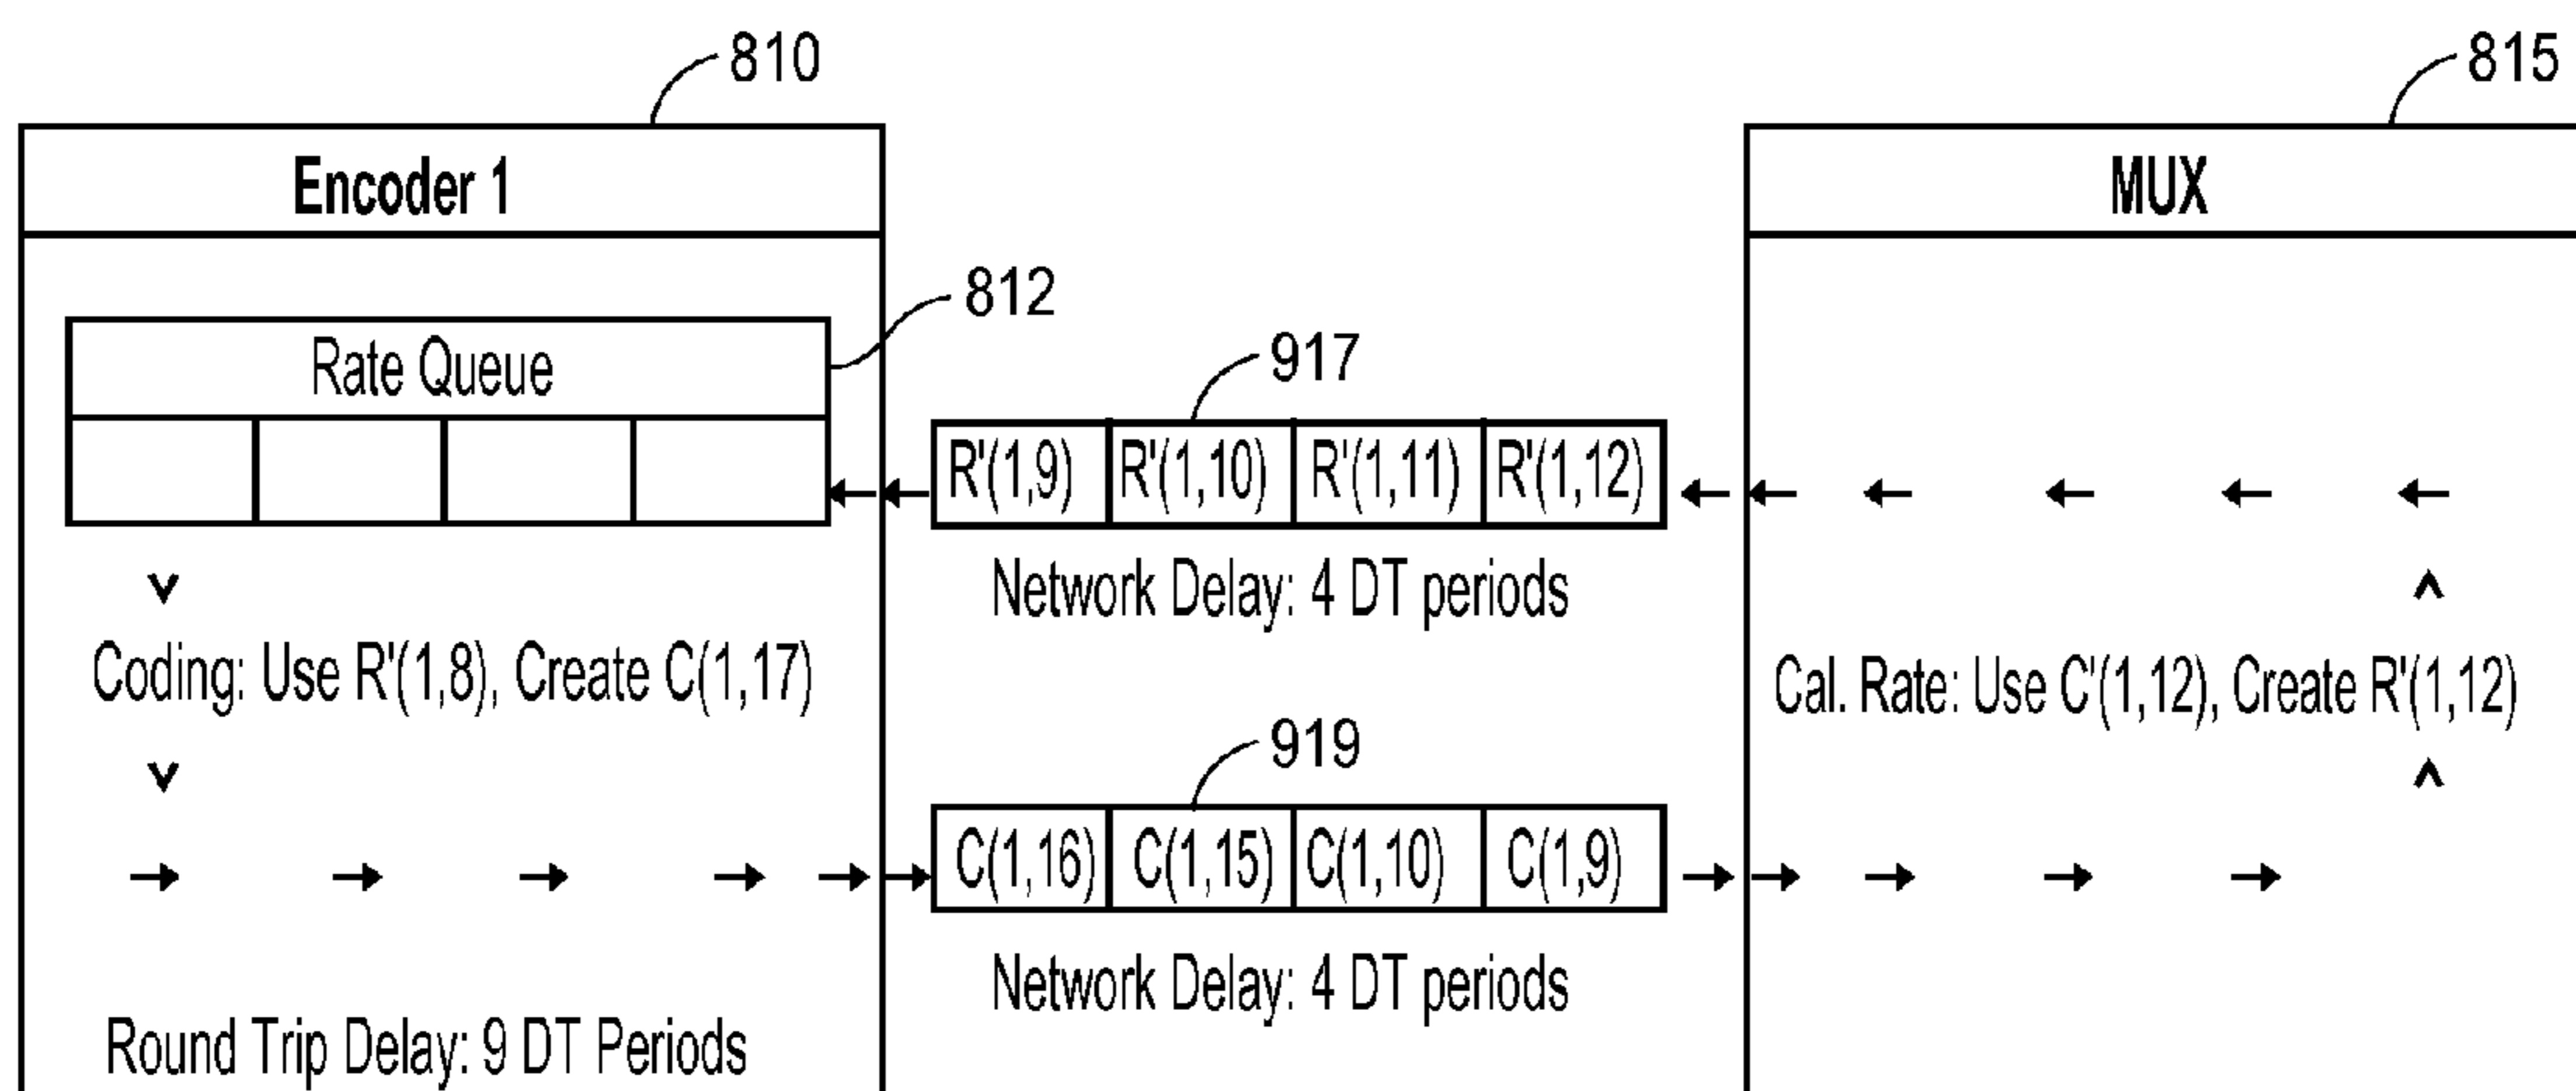 810
815
Encoder 1
MUX
812
Rate Queue
917
R'(1,9) R'(1,10) R'(1,11) R'(1,12)
Network Delay: 4 DT periods
Coding: Use R'(1,8), Create C(1,17)
Cal. Rate: Use C'(1,12), Create R'(1,12)
919
C(1,16) C(1,15) C(1,10) C(1,9)
Network Delay: 4 DT periods
Round Trip Delay: 9 DT Periods